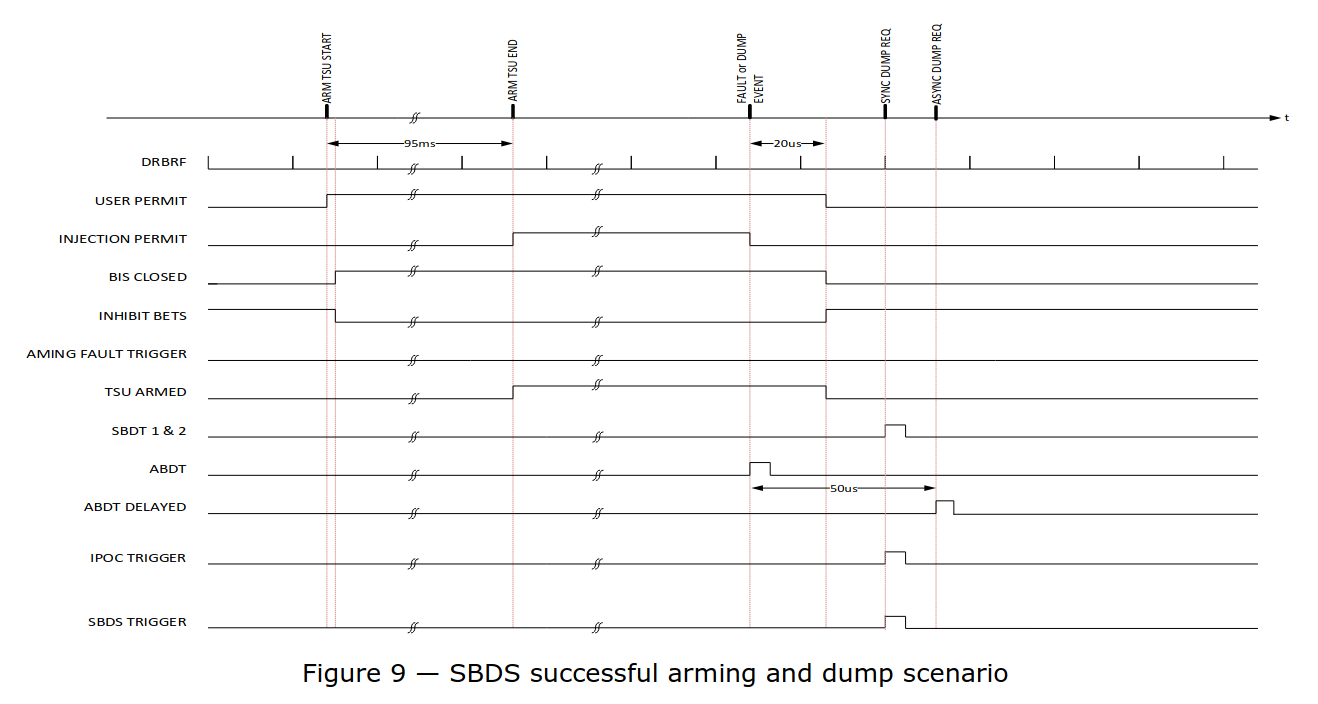 ARM TSU START
ARM TSU END
FAULT or DUMP
EVENT
SYNC DUMP REQ
ASYNC DUMP REQ
t
95ms
20us
DRBRF
USER PERMIT
INJECTION PERMIT
BIS CLOSED
INHIBIT BETS
AMING FAULT TRIGGER
TSU ARMED
SBDT 1 & 2
ABDT
50us
ABDT DELAYED
IPOC TRIGGER
SBDS TRIGGER
Figure 9 — SBDS successful arming and dump scenario